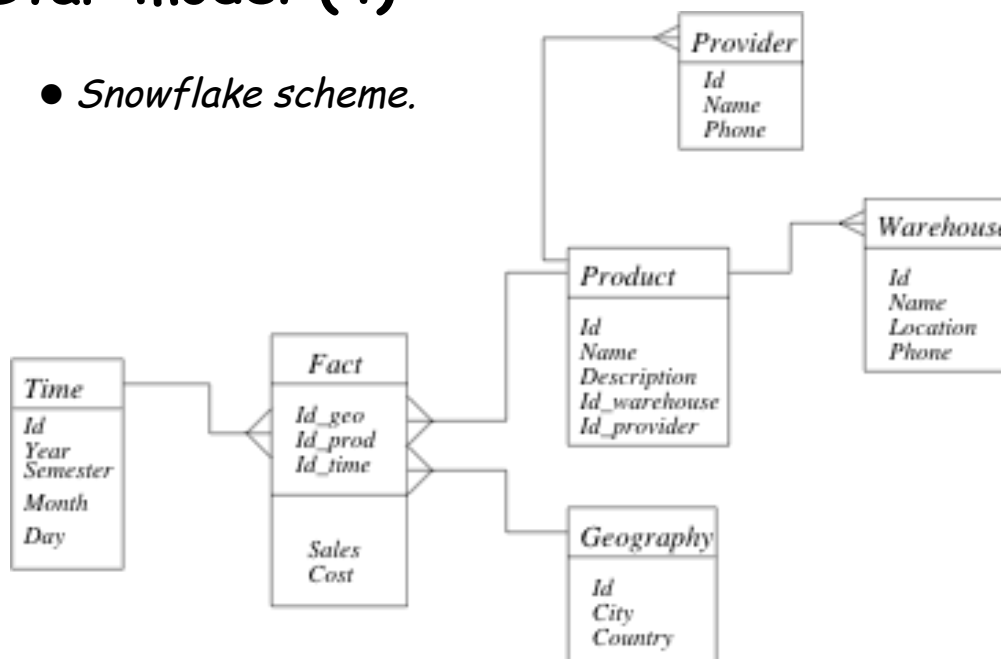 ● Snowflake scheme.
Provider
Id
Name
Phone
Warehouse
Id
Name
Location
Phone
Product
Id
Name
Description
Id_warehouse
Id_provider
Fact
Id_geo
Id_prod
Id_time
Sales
Cost
Time
Id
Year
Semester
Month
Day
Geography
Id
City
Country